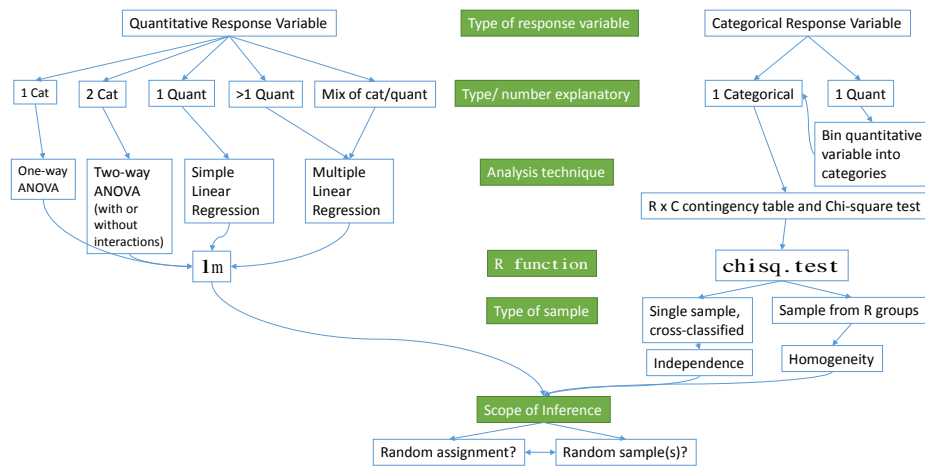 Quantitative Response Variable
Type of response variable
Categorical Response Variable
1 Cat
2 Cat
1 Quant
>1 Quant
Mix of cat/quant
Type/ number explanatory
1 Categorical
1 Quant
Bin quantitative
variable into
categories
One-way
ANOVA
Two-way
ANOVA
(with or
without
interactions)
Simple
Linear
Regression
Multiple
Linear
Regression
Analysis technique
R x C contingency table and Chi-square test
lm
R function
chisq.test
Type of sample
Single sample,
cross-classified
Sample from R groups
Independence
Homogeneity
Scope of Inference
Random assignment?
Random sample(s)?